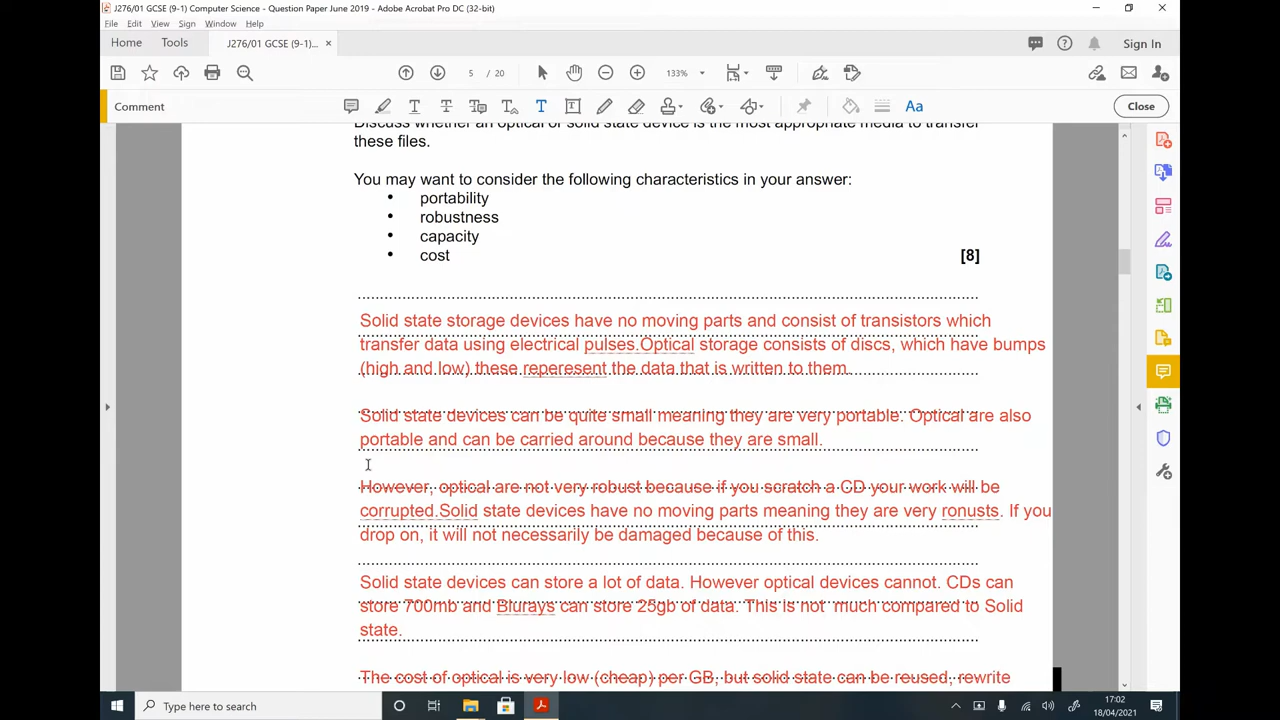 J276/01 GCSE (9-1) Computer Science - Question Paper June 2019 - Adobe Acrobat Pro DC (32-bit)
File Edit View Sign Window Help
Home Tools J276/01 GCSE (9-1)... × Sign In
5 / 20 133%
Comment Aa Close
Discuss whether an optical or solid state device is the most appropriate media to transfer
these files.
You may want to consider the following characteristics in your answer:
• portability
• robustness
• capacity
• cost [8]
Solid state storage devices have no moving parts and consist of transistors which
transfer data using electrical pulses.Optical storage consists of discs, which have bumps
(high and low) these reperesent the data that is written to them.
Solid state devices can be quite small meaning they are very portable. Optical are also
portable and can be carried around because they are small.
However, optical are not very robust because if you scratch a CD your work will be
corrupted.Solid state devices have no moving parts meaning they are very ronusts. If you
drop on, it will not necessarily be damaged because of this.
Solid state devices can store a lot of data. However optical devices cannot. CDs can
store 700mb and Blurays can store 25gb of data. This is not much compared to Solid
state.
The cost of optical is very low (cheap) per GB, but solid state can be reused, rewrite
Type here to search
17:02
18/04/2021